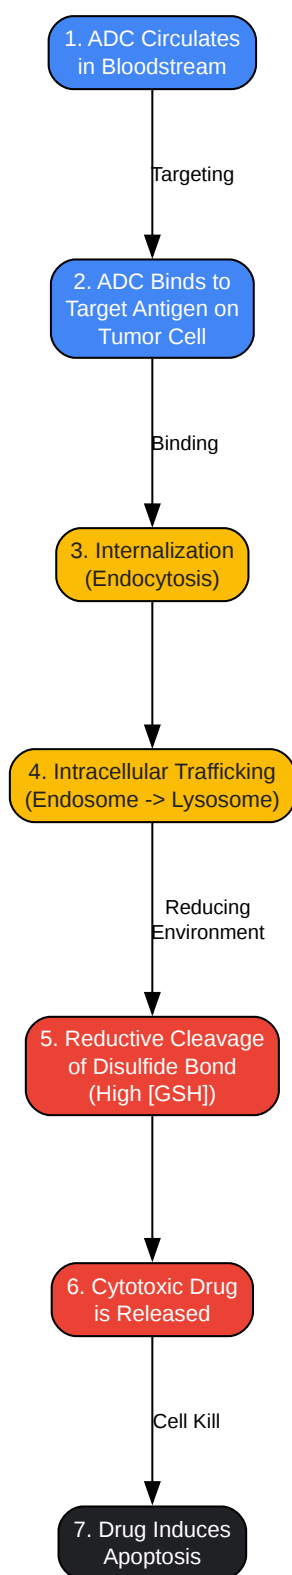 1. ADC Circulates
in Bloodstream
Targeting
2. ADC Binds to
Target Antigen on
Tumor Cell
Binding
3. Internalization
(Endocytosis)
4. Intracellular Trafficking
(Endosome -> Lysosome)
Reducing
Environment
5. Reductive Cleavage
of Disulfide Bond
(High [GSH])
6. Cytotoxic Drug
is Released
Cell Kill
7. Drug Induces
Apoptosis